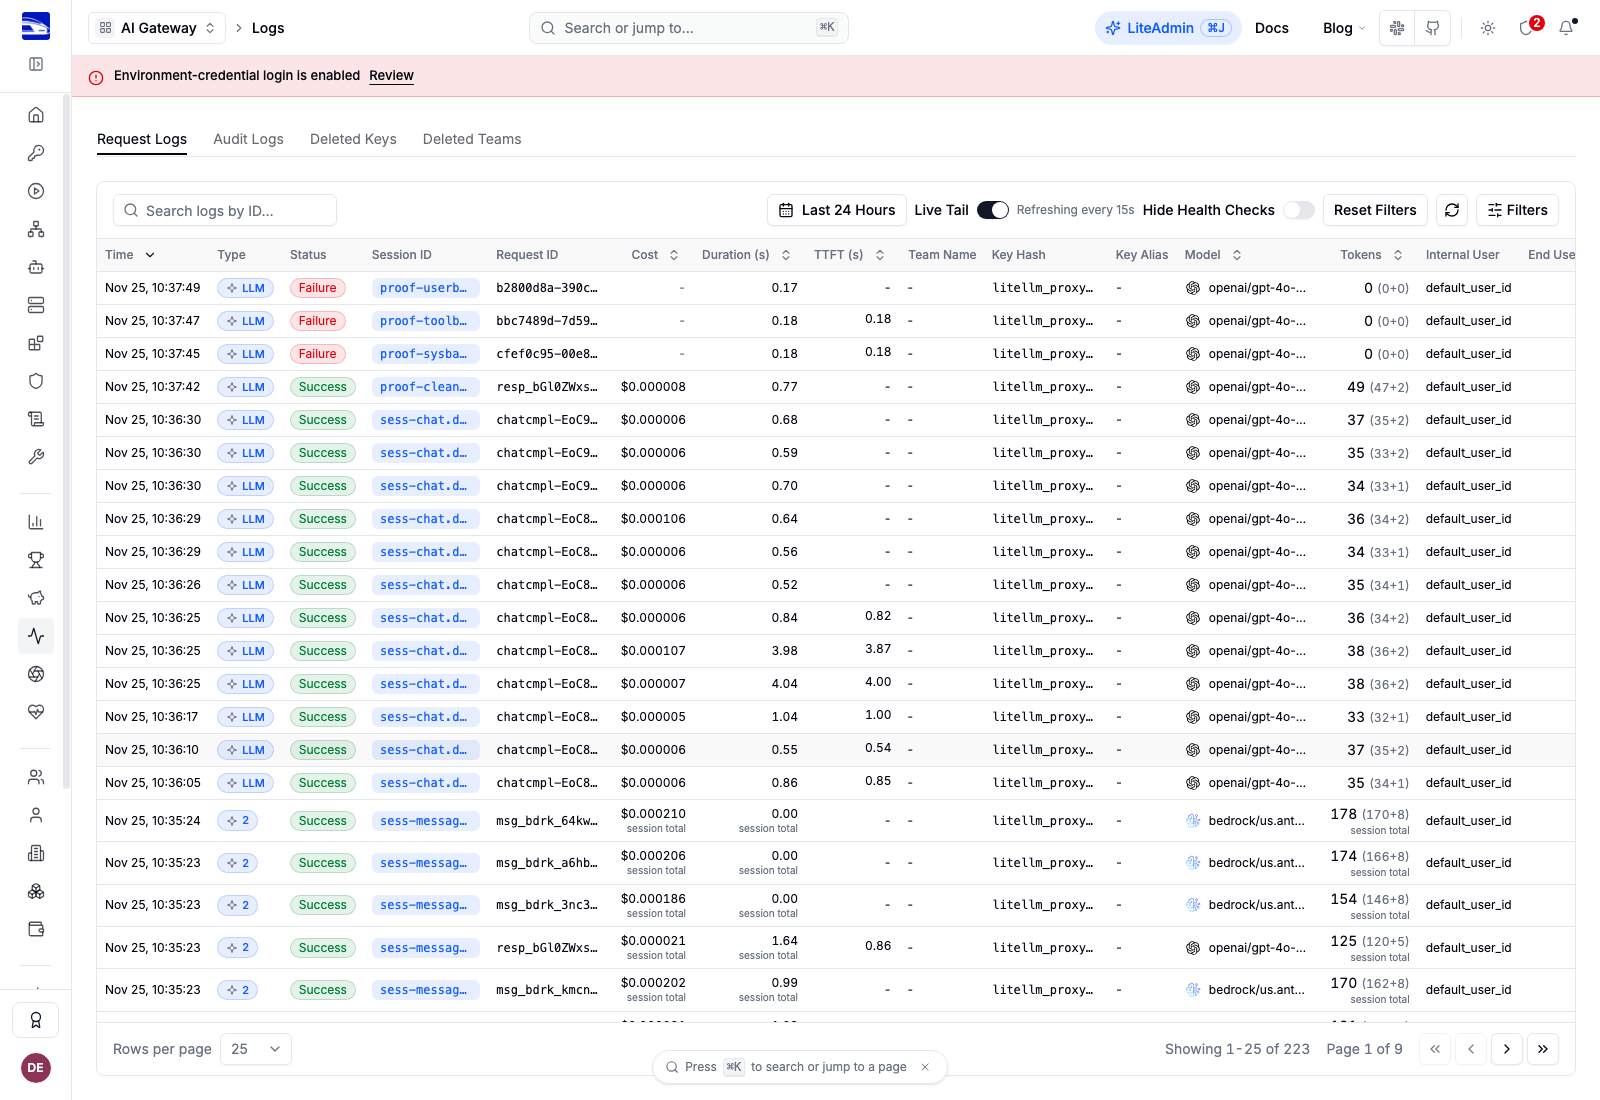 AI Gateway
Logs
Search or jump to...
⌘K
LiteAdmin ⌘J
Docs
Blog
2
Environment-credential login is enabled Review
Request Logs
Audit Logs
Deleted Keys
Deleted Teams
Search logs by ID...
Last 24 Hours
Live Tail
Refreshing every 15s
Hide Health Checks
Reset Filters
Filters
Time Type Status Session ID Request ID Cost Duration (s) TTFT (s) Team Name Key Hash Key Alias Model Tokens Internal User End Use
Nov 25, 10:37:49 LLM Failure proof-userb… b2800d8a-390c… - 0.17 - - litellm_proxy… - openai/gpt-4o-... 0 (0+0) default_user_id
Nov 25, 10:37:47 LLM Failure proof-toolb… bbc7489d-7d59… - 0.18 0.18 - litellm_proxy… - openai/gpt-4o-... 0 (0+0) default_user_id
Nov 25, 10:37:45 LLM Failure proof-sysba… cfef0c95-00e8… - 0.18 0.18 - litellm_proxy… - openai/gpt-4o-... 0 (0+0) default_user_id
Nov 25, 10:37:42 LLM Success proof-clean… resp_bGl0ZWxs… $0.000008 0.77 - - litellm_proxy… - openai/gpt-4o-... 49 (47+2) default_user_id
Nov 25, 10:36:30 LLM Success sess-chat.d… chatcmpl-EoC9… $0.000006 0.68 - - litellm_proxy… - openai/gpt-4o-... 37 (35+2) default_user_id
Nov 25, 10:36:30 LLM Success sess-chat.d… chatcmpl-EoC9… $0.000006 0.59 - - litellm_proxy… - openai/gpt-4o-... 35 (33+2) default_user_id
Nov 25, 10:36:30 LLM Success sess-chat.d… chatcmpl-EoC9… $0.000006 0.70 - - litellm_proxy… - openai/gpt-4o-... 34 (33+1) default_user_id
Nov 25, 10:36:29 LLM Success sess-chat.d… chatcmpl-EoC8… $0.000106 0.64 - - litellm_proxy… - openai/gpt-4o-... 36 (34+2) default_user_id
Nov 25, 10:36:29 LLM Success sess-chat.d… chatcmpl-EoC8… $0.000006 0.56 - - litellm_proxy… - openai/gpt-4o-... 34 (33+1) default_user_id
Nov 25, 10:36:26 LLM Success sess-chat.d… chatcmpl-EoC8… $0.000006 0.52 - - litellm_proxy… - openai/gpt-4o-... 35 (34+1) default_user_id
Nov 25, 10:36:25 LLM Success sess-chat.d… chatcmpl-EoC8… $0.000006 0.84 0.82 - litellm_proxy… - openai/gpt-4o-... 36 (34+2) default_user_id
Nov 25, 10:36:25 LLM Success sess-chat.d… chatcmpl-EoC8… $0.000107 3.98 3.87 - litellm_proxy… - openai/gpt-4o-... 38 (36+2) default_user_id
Nov 25, 10:36:25 LLM Success sess-chat.d… chatcmpl-EoC8… $0.000007 4.04 4.00 - litellm_proxy… - openai/gpt-4o-... 38 (36+2) default_user_id
Nov 25, 10:36:17 LLM Success sess-chat.d… chatcmpl-EoC8… $0.000005 1.04 1.00 - litellm_proxy… - openai/gpt-4o-... 33 (32+1) default_user_id
Nov 25, 10:36:10 LLM Success sess-chat.d… chatcmpl-EoC8… $0.000006 0.55 0.54 - litellm_proxy… - openai/gpt-4o-... 37 (35+2) default_user_id
Nov 25, 10:36:05 LLM Success sess-chat.d… chatcmpl-EoC8… $0.000006 0.86 0.85 - litellm_proxy… - openai/gpt-4o-... 35 (34+1) default_user_id
Nov 25, 10:35:24 2 Success sess-messag… msg_bdrk_64kw… $0.000210 0.00 - - litellm_proxy… - bedrock/us.ant... 178 (170+8) default_user_id
session total session total session total
Nov 25, 10:35:23 2 Success sess-messag… msg_bdrk_a6hb… $0.000206 0.00 - - litellm_proxy… - bedrock/us.ant... 174 (166+8) default_user_id
session total session total session total
Nov 25, 10:35:23 2 Success sess-messag… msg_bdrk_3nc3… $0.000186 0.00 - - litellm_proxy… - bedrock/us.ant... 154 (146+8) default_user_id
session total session total session total
Nov 25, 10:35:23 2 Success sess-messag… resp_bGl0ZWxs… $0.000021 1.64 0.86 - litellm_proxy… - openai/gpt-4o-... 125 (120+5) default_user_id
session total session total session total
Nov 25, 10:35:23 2 Success sess-messag… msg_bdrk_kmcn… $0.000202 0.99 - - litellm_proxy… - bedrock/us.ant... 170 (162+8) default_user_id
session total session total session total
Rows per page 25
Showing 1-25 of 223
Page 1 of 9
Press ⌘K to search or jump to a page
DE